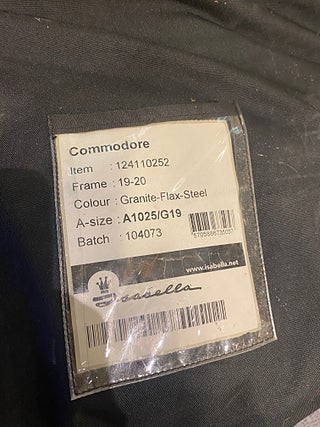 Commodore
Item : 124110252
Frame : 19-20
Colour : Granite-Flax-Steel
A-size : A1025/G19
Batch : 104073
www.isabella.net
isabella